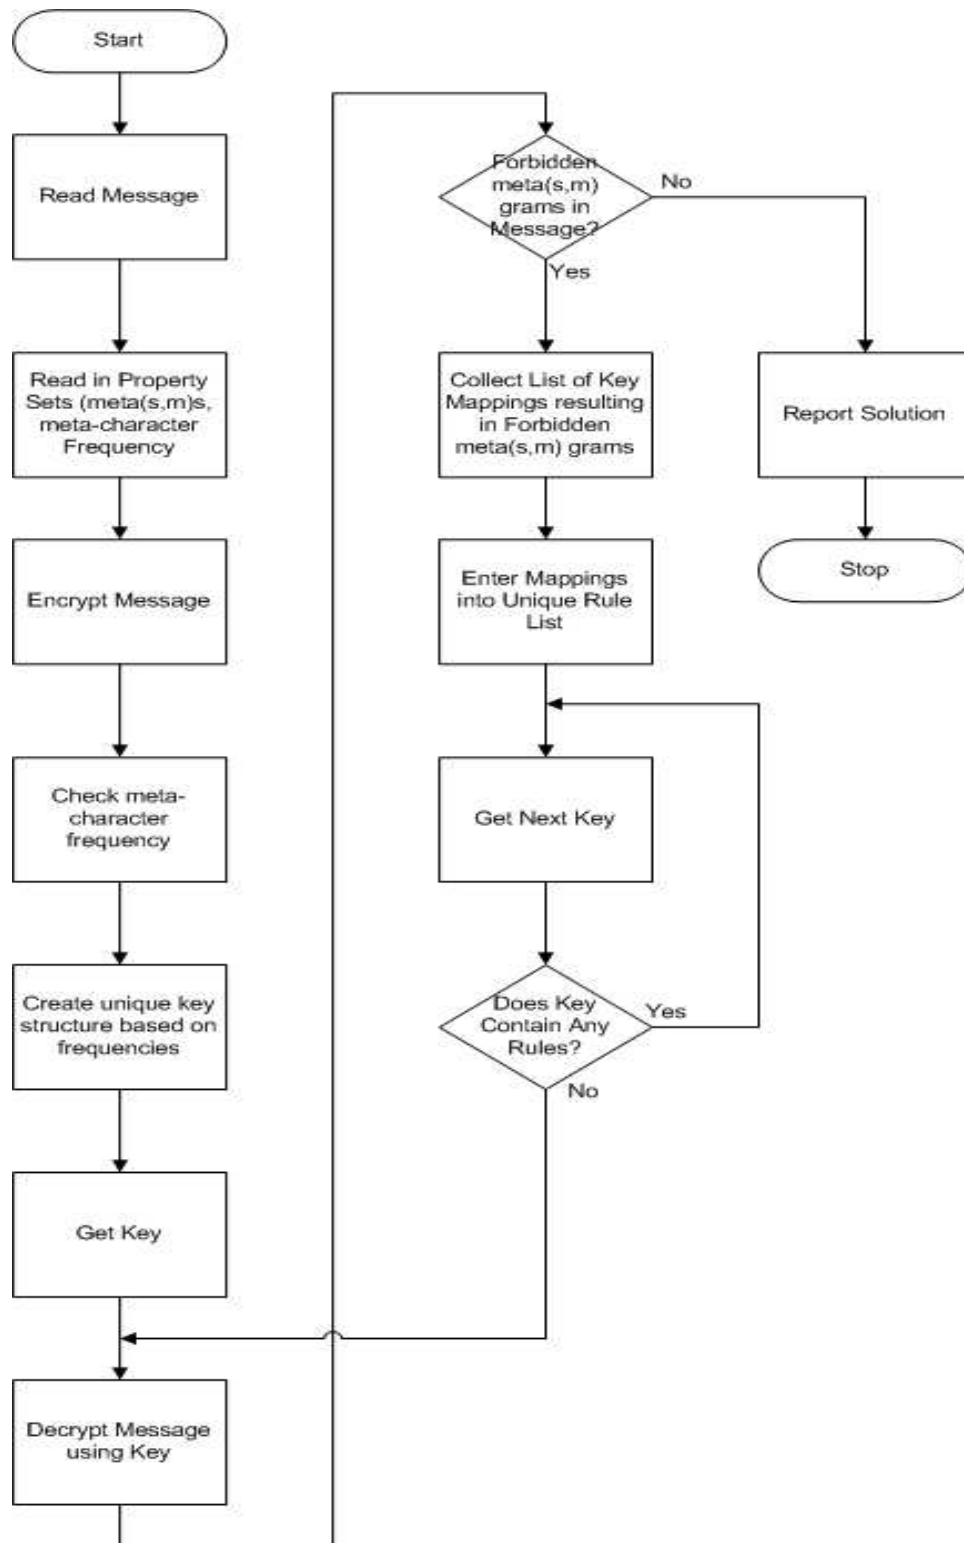 Start
Read Message
Read in Property
Sets (meta(s,m)s,
meta-character
Frequency
Encrypt Message
Check meta-
character
frequency
Create unique key
structure based on
frequencies
Get Key
Decrypt Message
using Key
Forbidden
meta(s,m)
grams in
Message?
No
Yes
Collect List of Key
Mappings resulting
in Forbidden
meta(s,m) grams
Report Solution
Stop
Enter Mappings
into Unique Rule
List
Get Next Key
Does Key
Contain Any
Rules?
Yes
No